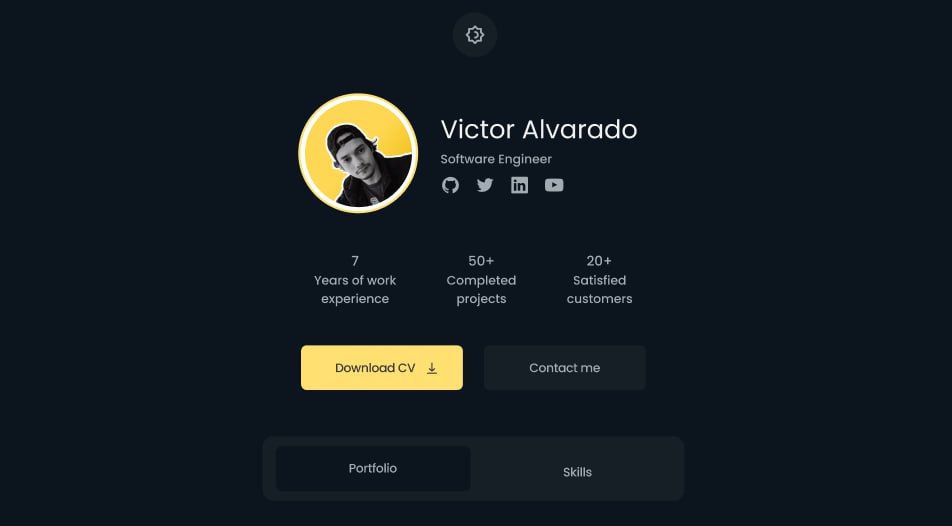 Victor Alvarado
Software Engineer
7
Years of work
experience
50+
Completed
projects
20+
Satisfied
customers
Download CV
Contact me
Portfolio
Skills